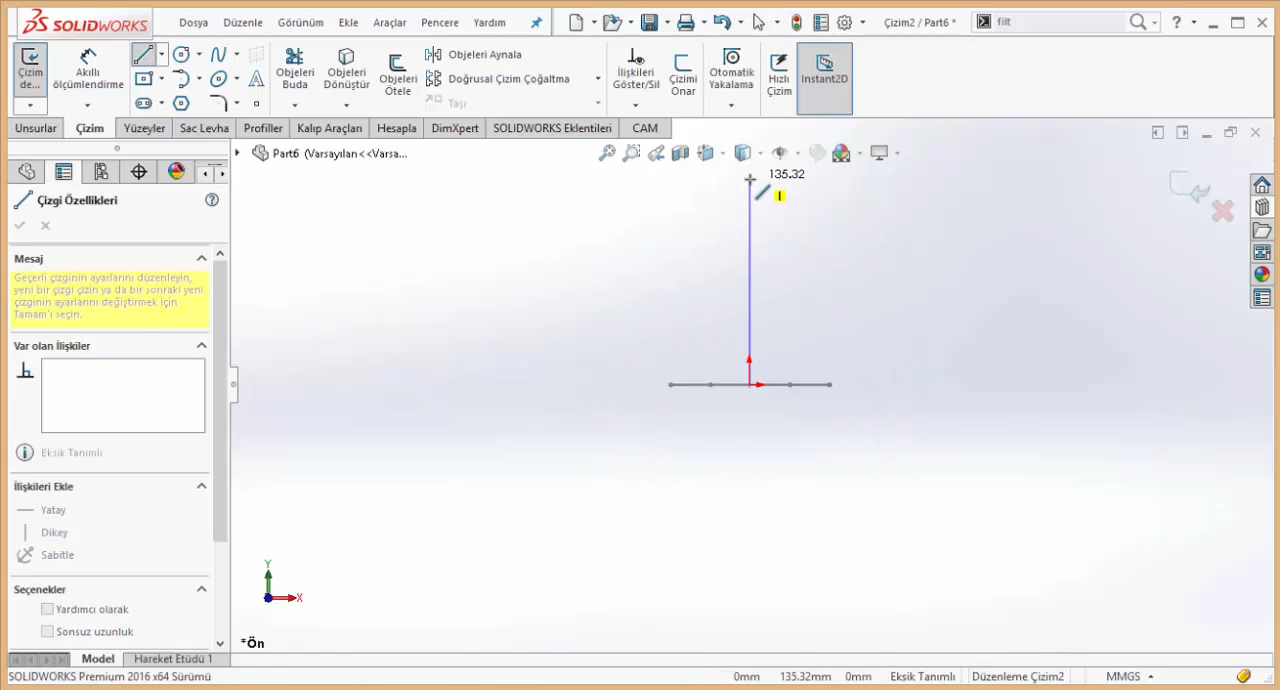 SOLIDWORKS
Dosya Düzenle Görünüm Ekle Araçlar Pencere Yardım
Çizim2 / Part6 *
filt
Çizim
de...
Akıllı
ölçümlendirme
Objeleri
Buda
Objeleri
Dönüştür
Objeleri
Ötele
Objeleri Aynala
Doğrusal Çizim Çoğaltma
Taşı
İlişkileri
Göster/Sil
Çizimi
Onar
Otomatik
Yakalama
Hızlı
Çizim
Instant2D
Unsurlar Çizim Yüzeyler Sac Levha Profiller Kalıp Araçları Hesapla DimXpert SOLIDWORKS Eklentileri CAM
Part6 (Varsayılan<<Varsa...
135.32
Çizgi Özellikleri
Mesaj
Geçerli çizginin ayarlarını düzenleyin,
yeni bir çizgi çizin ya da bir sonraki yeni
çizginin ayarlarını değiştirmek için
Tamam'ı seçin.
Var olan İlişkiler
Eksik Tanımlı
İlişkileri Ekle
Yatay
Dikey
Sabitle
Seçenekler
Yardımcı olarak
Sonsuz uzunluk
Y
X
*Ön
Model Hareket Etüdü 1
SOLIDWORKS Premium 2016 x64 Sürümü
0mm 135.32mm 0mm Eksik Tanımlı Düzenleme Çizim2 MMGS